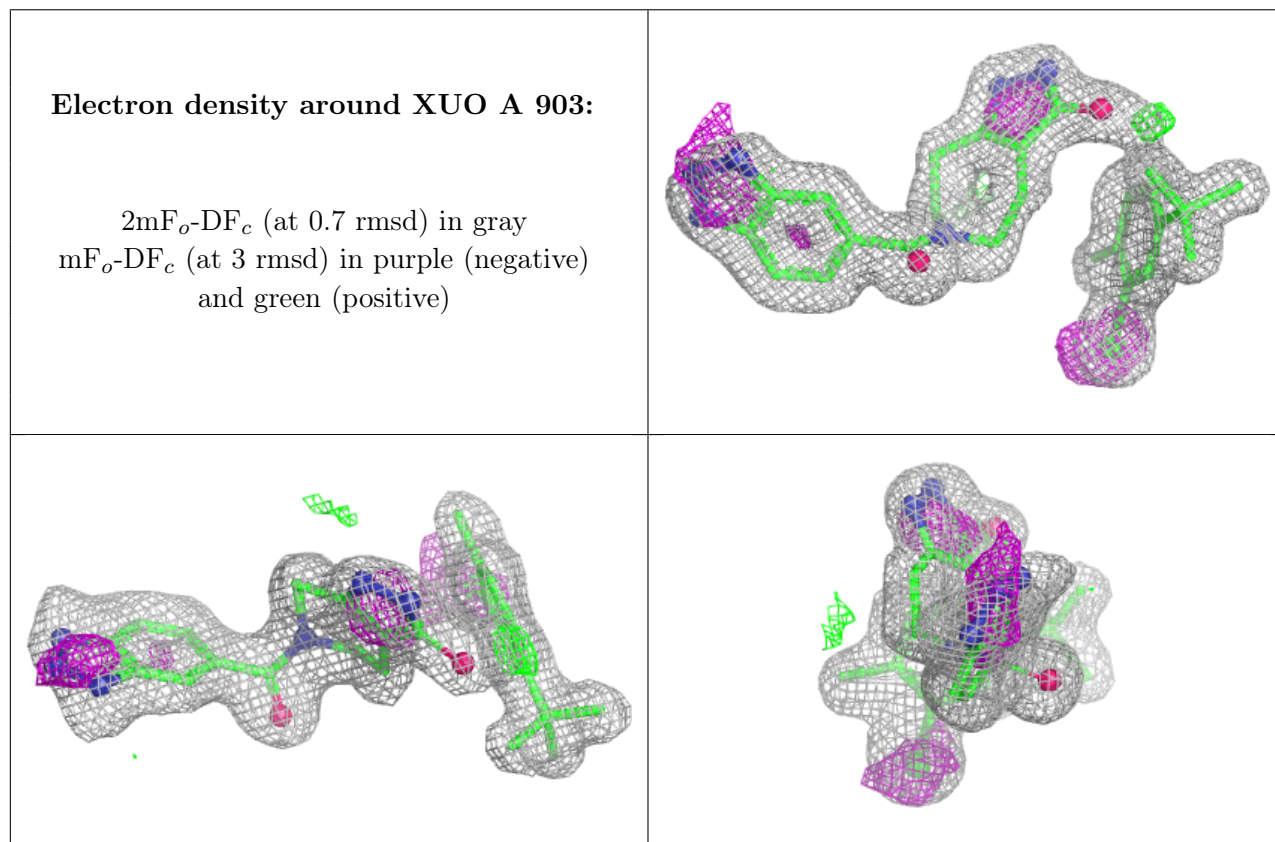 Electron density around XUO A 903:
2mFo-DFc (at 0.7 rmsd) in gray
mFo-DFc (at 3 rmsd) in purple (negative)
and green (positive)